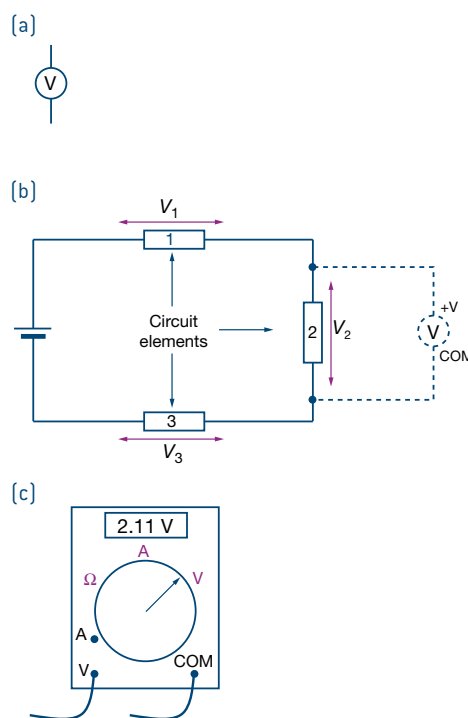 (a)
V
(b)
V1
1
Circuit
elements
2
V2
+V
V
COM
3
V3
(c)
2.11 V
A
Ω
V
A
V
COM